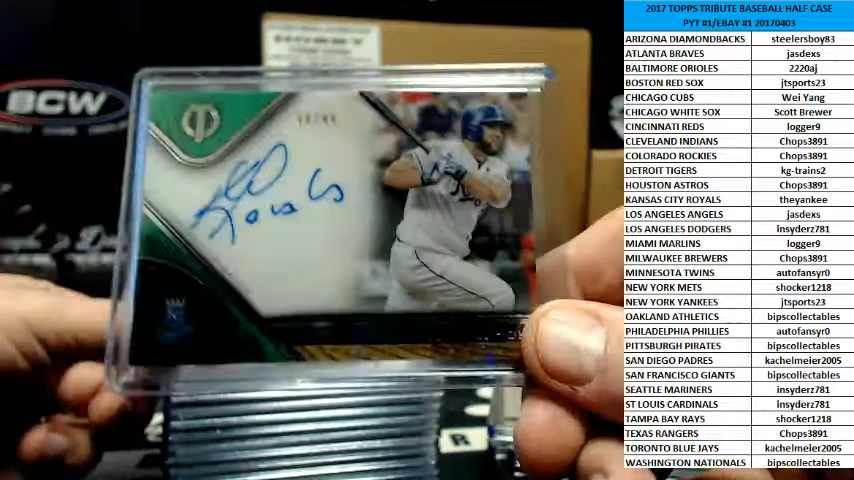 2017 TOPPS TRIBUTE BASEBALL HALF CASE
PYT #1/EBAY #1 20170403
ARIZONA DIAMONDBACKS steelersboy83
ATLANTA BRAVES jasdexs
BALTIMORE ORIOLES 2220aj
BOSTON RED SOX jtsports23
CHICAGO CUBS Wei Yang
CHICAGO WHITE SOX Scott Brewer
CINCINNATI REDS logger9
CLEVELAND INDIANS Chops3891
COLORADO ROCKIES Chops3891
DETROIT TIGERS kg-trains2
HOUSTON ASTROS Chops3891
KANSAS CITY ROYALS theyankee
LOS ANGELES ANGELS jasdexs
LOS ANGELES DODGERS insyderz781
MIAMI MARLINS logger9
MILWAUKEE BREWERS Chops3891
MINNESOTA TWINS autofansyr0
NEW YORK METS shocker1218
NEW YORK YANKEES jtsports23
OAKLAND ATHLETICS bipscollectables
PHILADELPHIA PHILLIES autofansyr0
PITTSBURGH PIRATES bipscollectables
SAN DIEGO PADRES kachelmeier2005
SAN FRANCISCO GIANTS bipscollectables
SEATTLE MARINERS insyderz781
ST LOUIS CARDINALS insyderz781
TAMPA BAY RAYS shocker1218
TEXAS RANGERS Chops3891
TORONTO BLUE JAYS kachelmeier2005
WASHINGTON NATIONALS bipscollectables
BCW
R